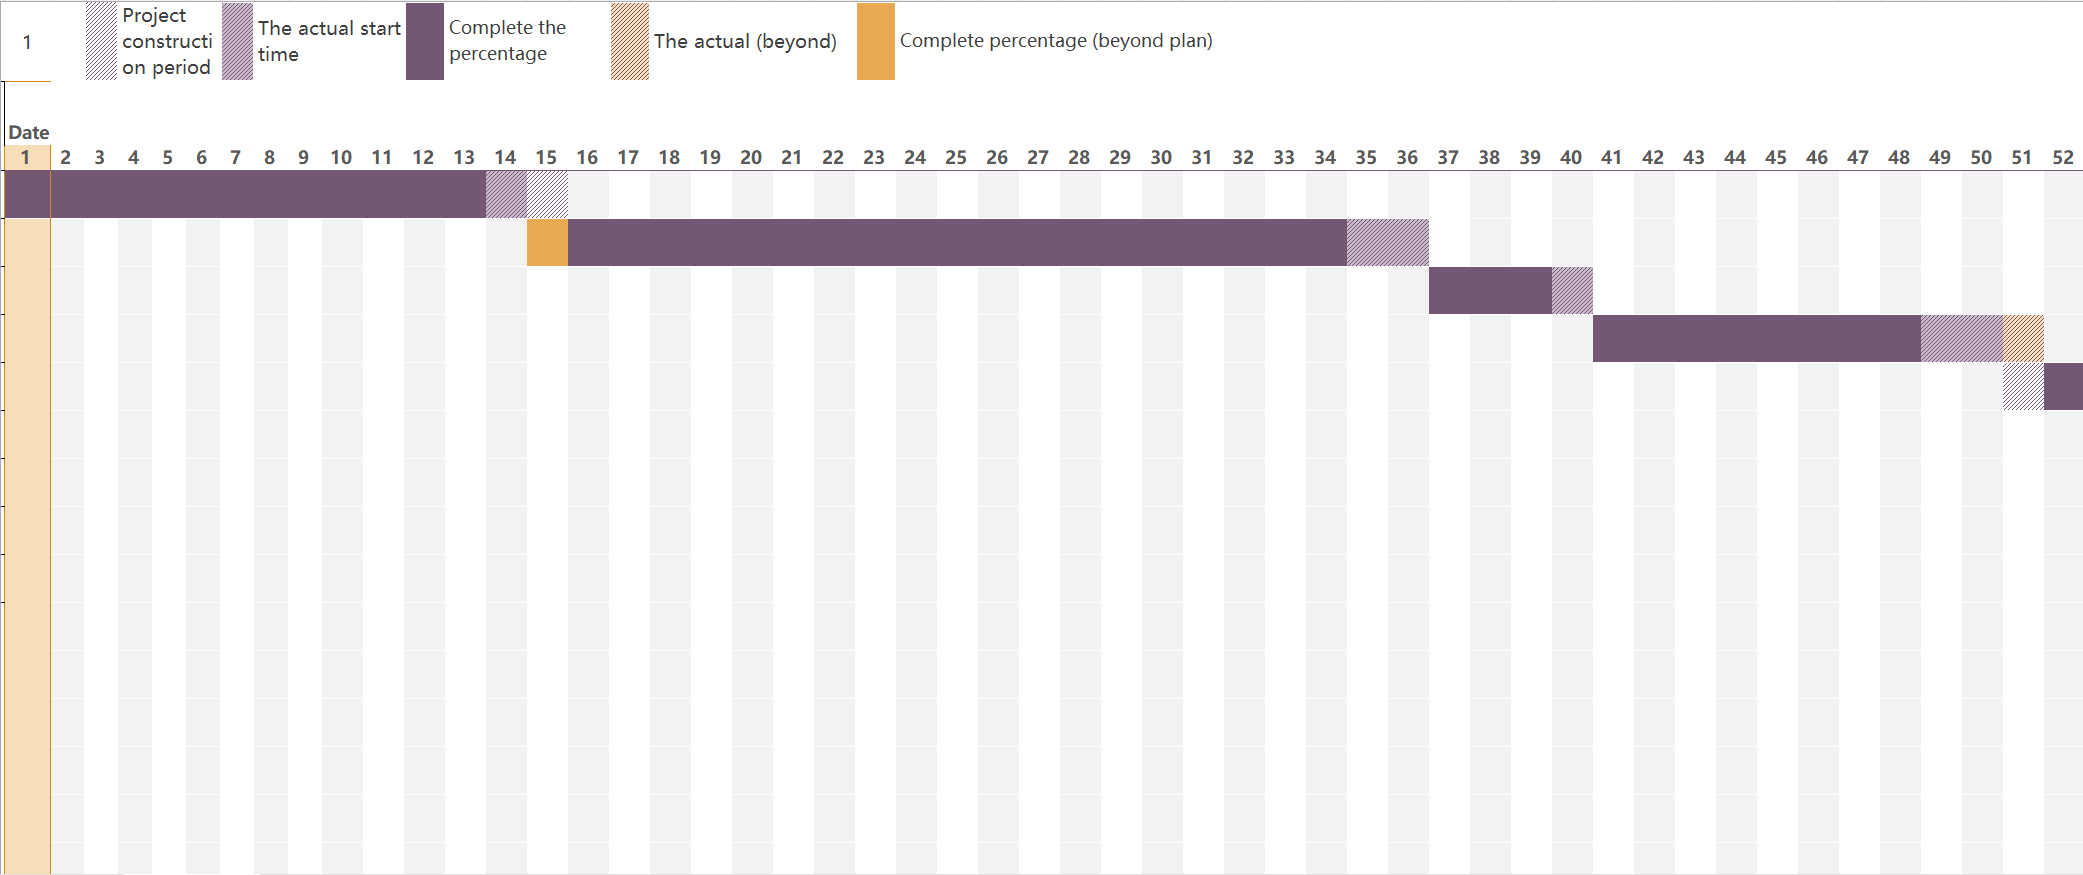 1
Project
constructi
on period
The actual start
time
Complete the
percentage
The actual (beyond)
Complete percentage (beyond plan)
Date
1 2 3 4 5 6 7 8 9 10 11 12 13 14 15 16 17 18 19 20 21 22 23 24 25 26 27 28 29 30 31 32 33 34 35 36 37 38 39 40 41 42 43 44 45 46 47 48 49 50 51 52